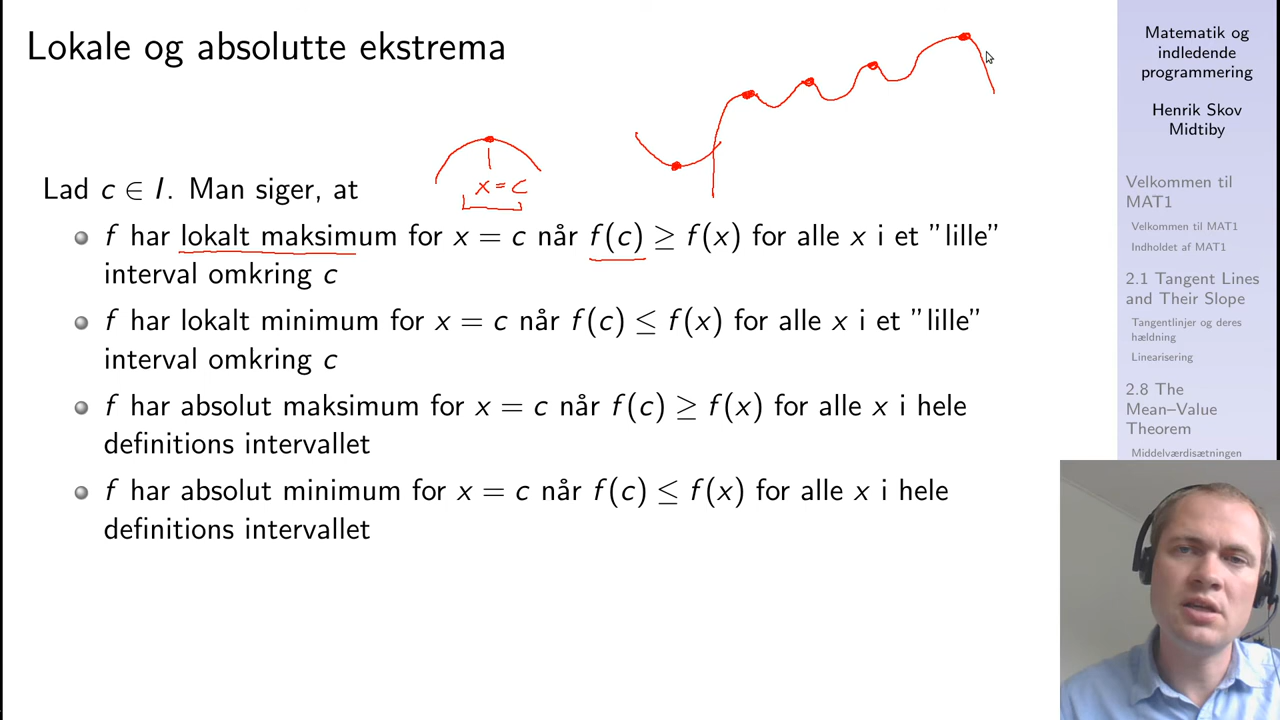 Lokale og absolutte ekstrema
x = c
Lad c ∈ I. Man siger, at
f har lokalt maksimum for x = c når f(c) ≥ f(x) for alle x i et "lille"
interval omkring c
f har lokalt minimum for x = c når f(c) ≤ f(x) for alle x i et "lille"
interval omkring c
f har absolut maksimum for x = c når f(c) ≥ f(x) for alle x i hele
definitions intervallet
f har absolut minimum for x = c når f(c) ≤ f(x) for alle x i hele
definitions intervallet
Matematik og
indledende
programmering
Henrik Skov
Midtiby
Velkommen til
MAT1
Velkommen til MAT1
Indholdet af MAT1
2.1 Tangent Lines
and Their Slope
Tangentlinjer og deres
hældning
Linearisering
2.8 The
Mean–Value
Theorem
Middelværdisætningen